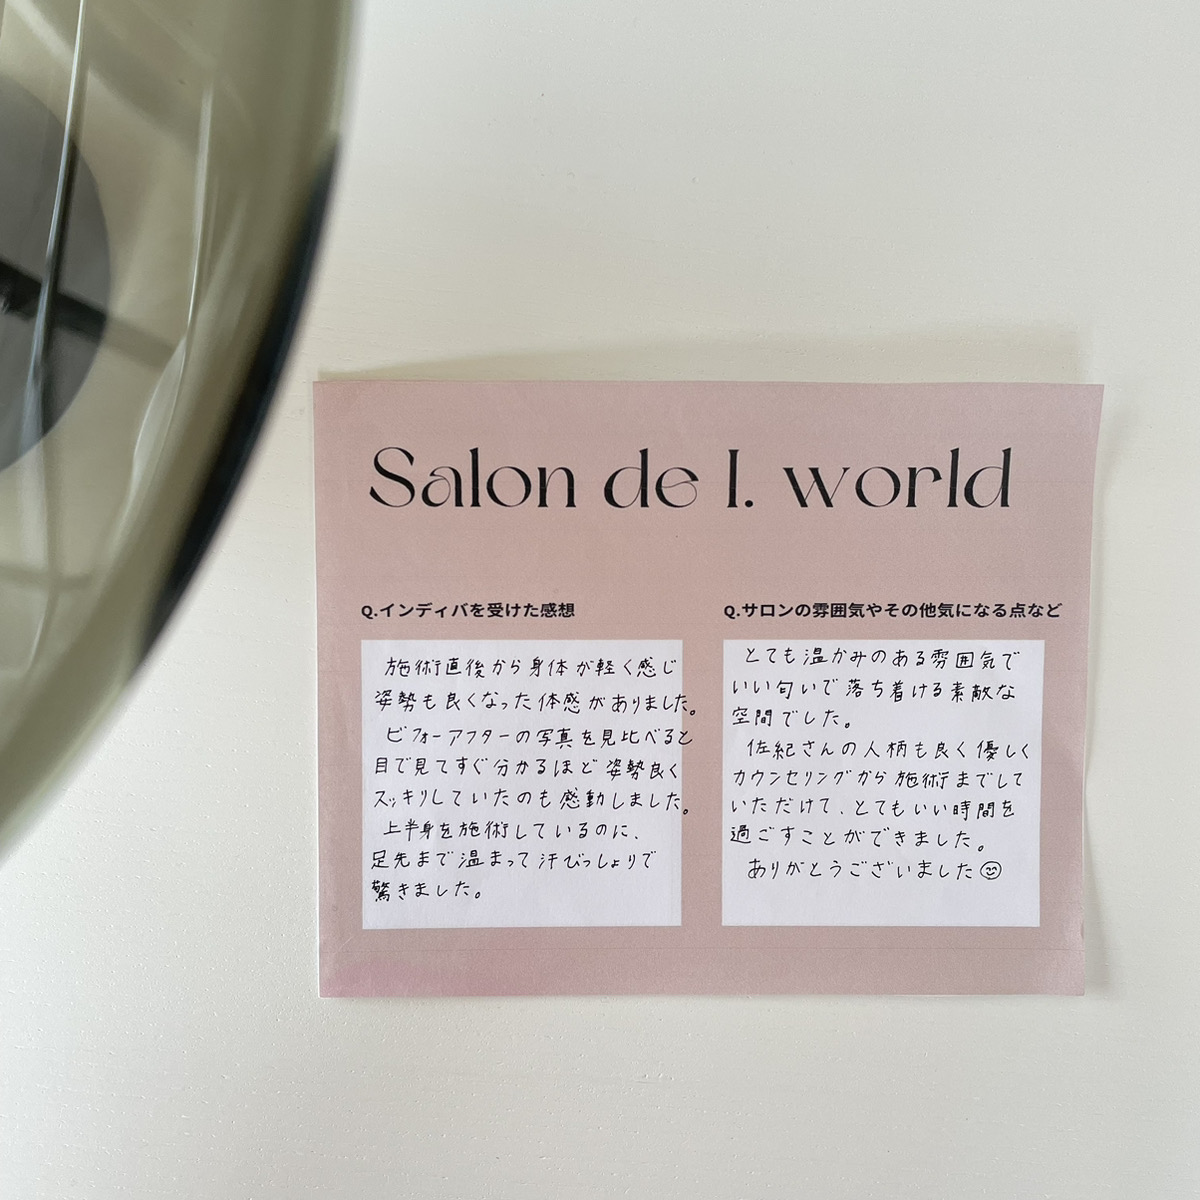 Salon de I. world
Q.インディバを受けた感想
施術直後から身体が軽く感じ
姿勢も良くなった体感がありました。
ビフォーアフターの写真を見比べると
目で見てすぐ分かるほど姿勢良く
スッキリしていたのも感動しました。
上半身を施術しているのに、
足先まで温まって汗びっしょりで
驚きました。
Q.サロンの雰囲気やその他気になる点など
とても温かみのある雰囲気で
いい匂いで落ち着ける素敵な
空間でした。
佐紀さんの人柄も良く優しく
カウンセリングから施術までして
いただけて、とてもいい時間を
過ごすことができました。
ありがとうございました😊